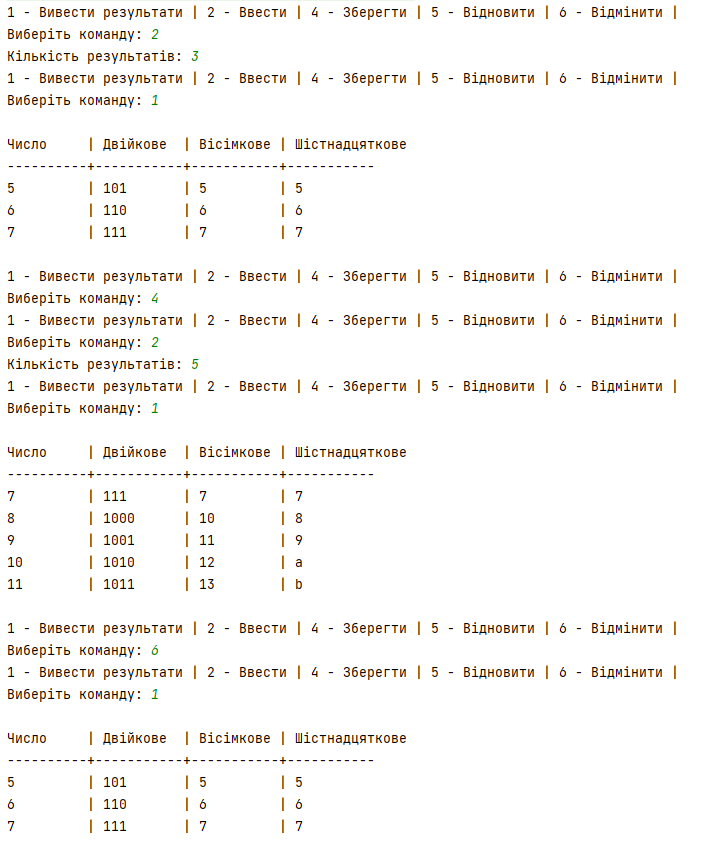 1 - Вивести результати | 2 - Ввести | 4 - Зберегти | 5 - Відновити | 6 - Відмінити |
Виберіть команду: 2
Кількість результатів: 3
1 - Вивести результати | 2 - Ввести | 4 - Зберегти | 5 - Відновити | 6 - Відмінити |
Виберіть команду: 1
Число     | Двійкове  | Вісімкове | Шістнадцяткове
----------+-----------+-----------+-----------
5         | 101       | 5         | 5
6         | 110       | 6         | 6
7         | 111       | 7         | 7
1 - Вивести результати | 2 - Ввести | 4 - Зберегти | 5 - Відновити | 6 - Відмінити |
Виберіть команду: 4
1 - Вивести результати | 2 - Ввести | 4 - Зберегти | 5 - Відновити | 6 - Відмінити |
Виберіть команду: 2
Кількість результатів: 5
1 - Вивести результати | 2 - Ввести | 4 - Зберегти | 5 - Відновити | 6 - Відмінити |
Виберіть команду: 1
Число     | Двійкове  | Вісімкове | Шістнадцяткове
----------+-----------+-----------+-----------
7         | 111       | 7         | 7
8         | 1000      | 10        | 8
9         | 1001      | 11        | 9
10        | 1010      | 12        | a
11        | 1011      | 13        | b
1 - Вивести результати | 2 - Ввести | 4 - Зберегти | 5 - Відновити | 6 - Відмінити |
Виберіть команду: 6
1 - Вивести результати | 2 - Ввести | 4 - Зберегти | 5 - Відновити | 6 - Відмінити |
Виберіть команду: 1
Число     | Двійкове  | Вісімкове | Шістнадцяткове
----------+-----------+-----------+-----------
5         | 101       | 5         | 5
6         | 110       | 6         | 6
7         | 111       | 7         | 7